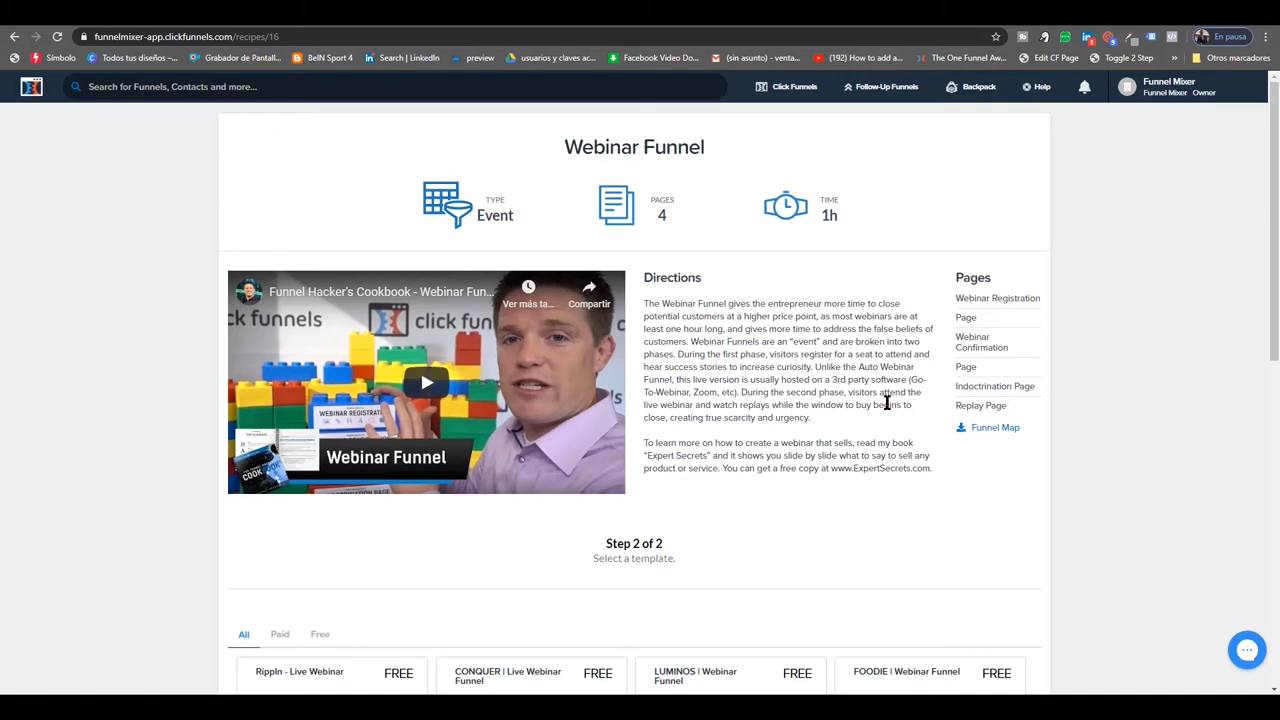 funnelmixer-app.clickfunnels.com/recipes/16
En pausa
Símbolo
Todos tus diseños –...
Grabador de Pantall...
BeIN Sport 4
Search | LinkedIn
preview
usuarios y claves ac...
Facebook Video Do...
(sin asunto) - venta...
(192) How to add a...
The One Funnel Aw...
Edit CF Page
Toggle 2 Step
»
Otros marcadores
Search for Funnels, Contacts and more...
Click Funnels
Follow-Up Funnels
Backpack
Help
Funnel Mixer
Funnel Mixer Owner
Webinar Funnel
TYPE
Event
PAGES
4
TIME
1h
Funnel Hacker's Cookbook - Webinar Fun...
Ver más ta...
Compartir
click fun
funnels
WEBINAR REGISTRATI
COOK
Webinar Funnel
Directions
The Webinar Funnel gives the entrepreneur more time to close
potential customers at a higher price point, as most webinars are at
least one hour long, and gives more time to address the false beliefs of
customers. Webinar Funnels are an “event” and are broken into two
phases. During the first phase, visitors register for a seat to attend and
hear success stories to increase curiosity. Unlike the Auto Webinar
Funnel, this live version is usually hosted on a 3rd party software (Go-
To-Webinar, Zoom, etc). During the second phase, visitors attend the
live webinar and watch replays while the window to buy begins to
close, creating true scarcity and urgency.
To learn more on how to create a webinar that sells, read my book
“Expert Secrets” and it shows you slide by slide what to say to sell any
product or service. You can get a free copy at www.ExpertSecrets.com.
Pages
Webinar Registration
Page
Webinar
Confirmation
Page
Indoctrination Page
Replay Page
Funnel Map
Step 2 of 2
Select a template.
All
Paid
Free
Rippln - Live Webinar
FREE
CONQUER | Live Webinar
Funnel
FREE
LUMINOS | Webinar
Funnel
FREE
FOODIE | Webinar Funnel
FREE